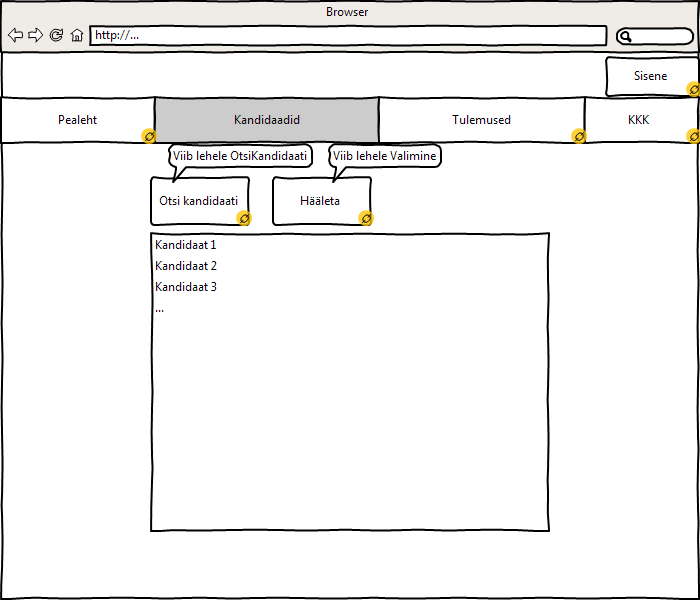 Browser
http://...
Sisene
Pealeht
Kandidaadid
Tulemused
KKK
Viib lehele OtsiKandidaati
Viib lehele Valimine
Otsi kandidaati
Hääleta
Kandidaat 1
Kandidaat 2
Kandidaat 3
...